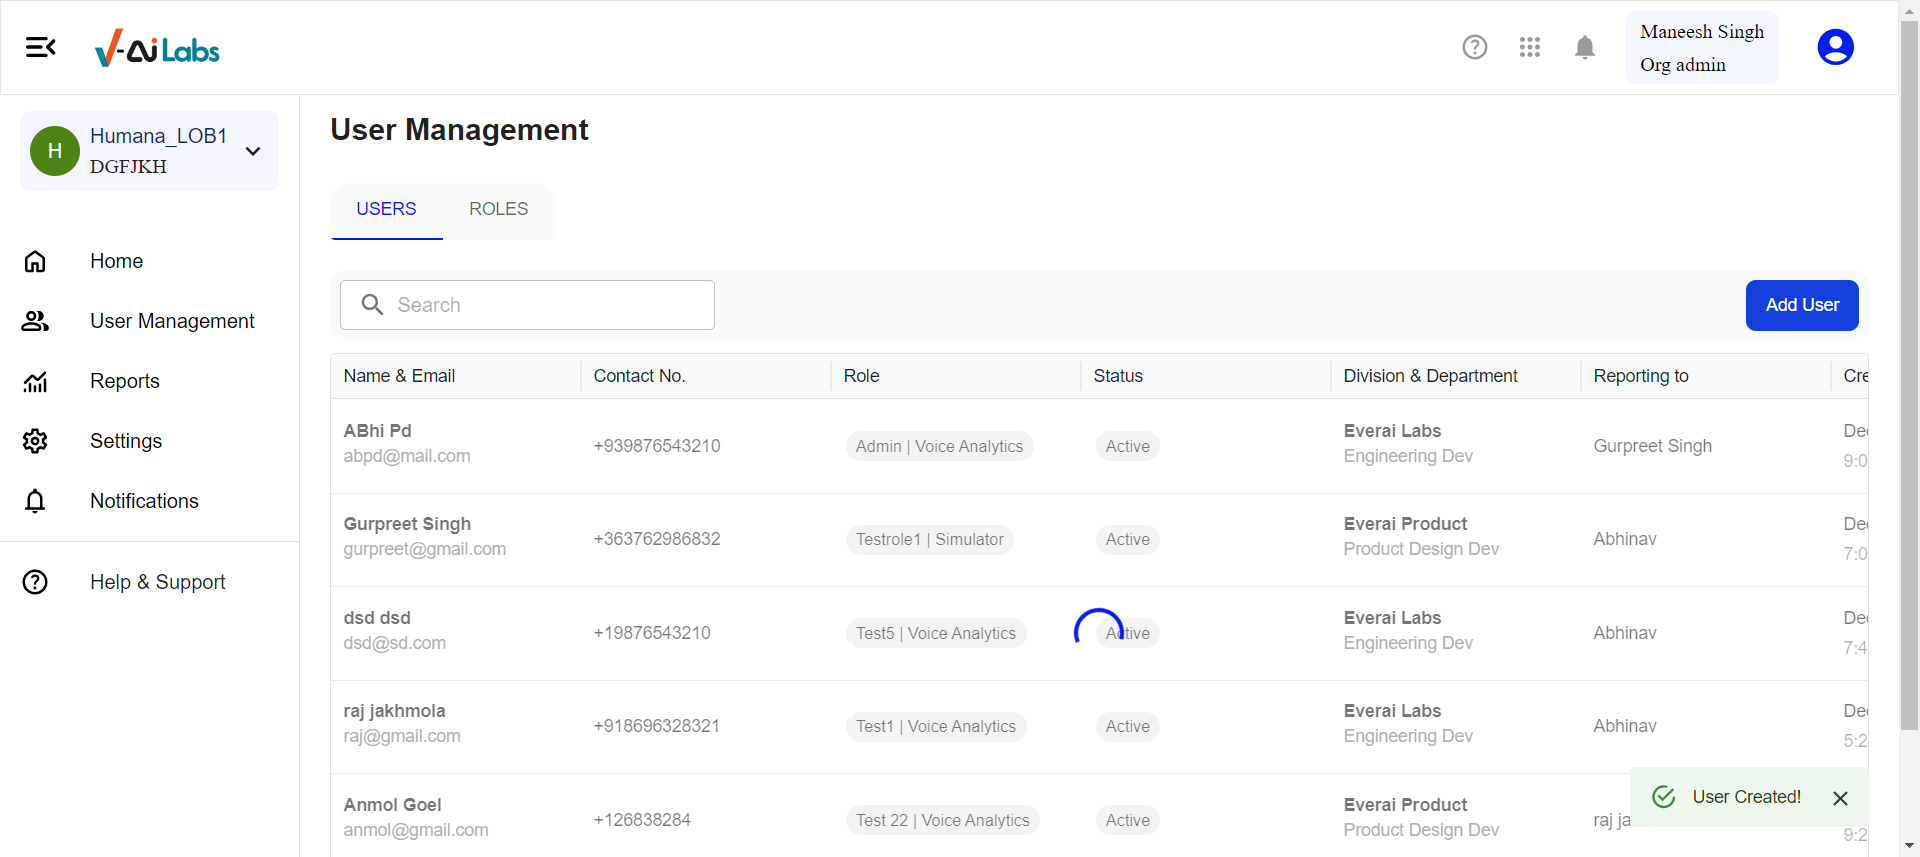 V-Ai Labs
Maneesh Singh
Org admin
H
Humana_LOB1
DGFJKH
Home
User Management
Reports
Settings
Notifications
Help & Support
User Management
USERS
ROLES
Search
Add User
Name & Email
Contact No.
Role
Status
Division & Department
Reporting to
Cre
ABhi Pd
abpd@mail.com
+939876543210
Admin | Voice Analytics
Active
Everai Labs
Engineering Dev
Gurpreet Singh
Dec
9:0
Gurpreet Singh
gurpreet@gmail.com
+363762986832
Testrole1 | Simulator
Active
Everai Product
Product Design Dev
Abhinav
Dec
7:0
dsd dsd
dsd@sd.com
+19876543210
Test5 | Voice Analytics
Active
Everai Labs
Engineering Dev
Abhinav
Dec
7:4
raj jakhmola
raj@gmail.com
+918696328321
Test1 | Voice Analytics
Active
Everai Labs
Engineering Dev
Abhinav
Dec
5:2
Anmol Goel
anmol@gmail.com
+126838284
Test 22 | Voice Analytics
Active
Everai Product
Product Design Dev
raj ja
9:2
User Created!